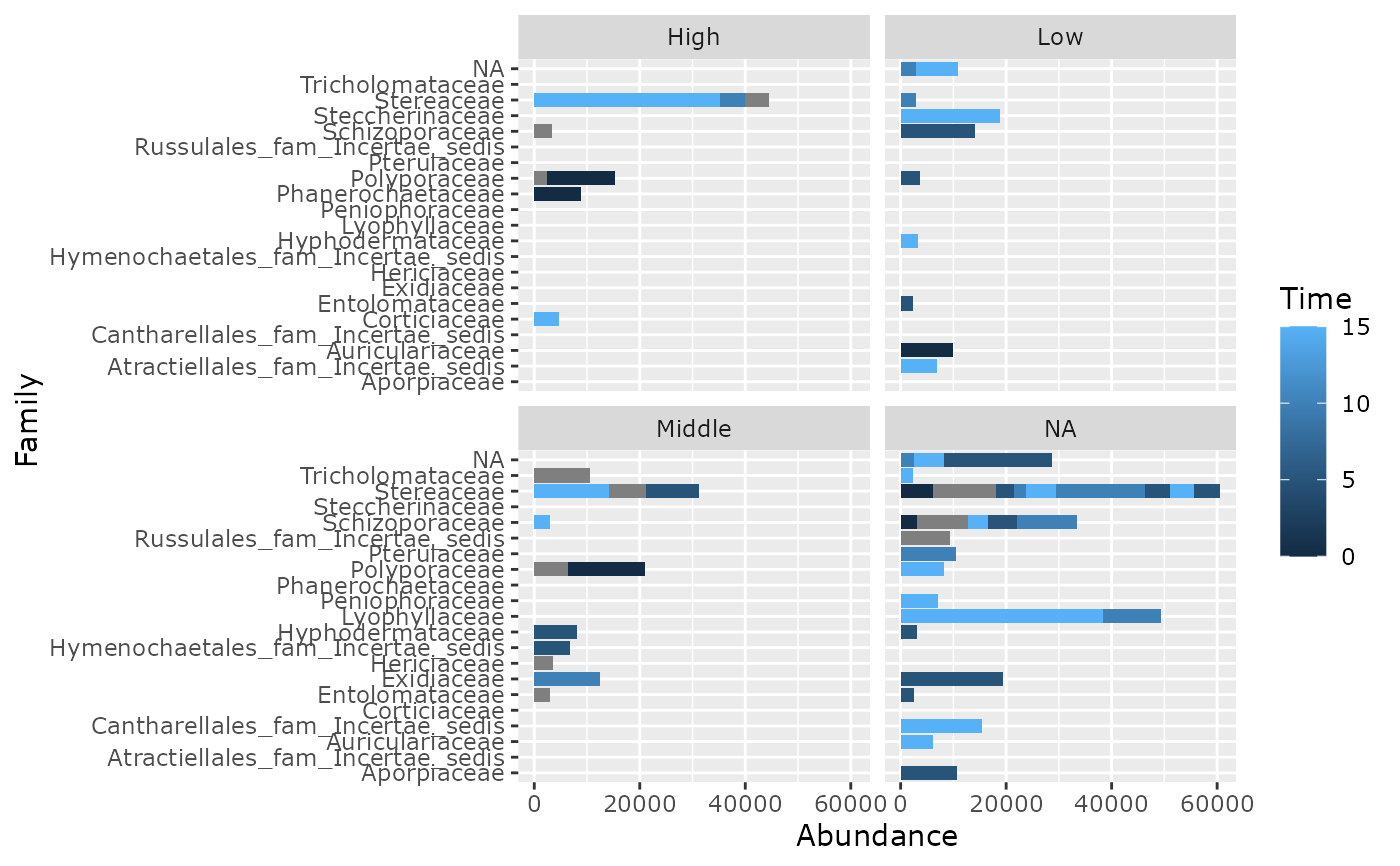 High
Low
NA
Tricholomataceae
Stereaceae
Steccherinaceae
Schizoporaceae
Russulales_fam_Incertae_sedis
Pterulaceae
Polyporaceae
Phanerochaetaceae
Peniophoraceae
Lyophyllaceae
Hyphodermataceae
Hymenochaetales_fam_Incertae_sedis
Hericiaceae
Exidiaceae
Entolomataceae
Corticiaceae
Cantharellales_fam_Incertae_sedis
Auriculariaceae
Atractiellales_fam_Incertae_sedis
Aporpiaceae
Middle
NA
NA
Tricholomataceae
Stereaceae
Steccherinaceae
Schizoporaceae
Russulales_fam_Incertae_sedis
Pterulaceae
Polyporaceae
Phanerochaetaceae
Peniophoraceae
Lyophyllaceae
Hyphodermataceae
Hymenochaetales_fam_Incertae_sedis
Hericiaceae
Exidiaceae
Entolomataceae
Corticiaceae
Cantharellales_fam_Incertae_sedis
Auriculariaceae
Atractiellales_fam_Incertae_sedis
Aporpiaceae
0 20000 40000 60000 0 20000 40000 60000
Abundance
Family
Time
15
10
5
0